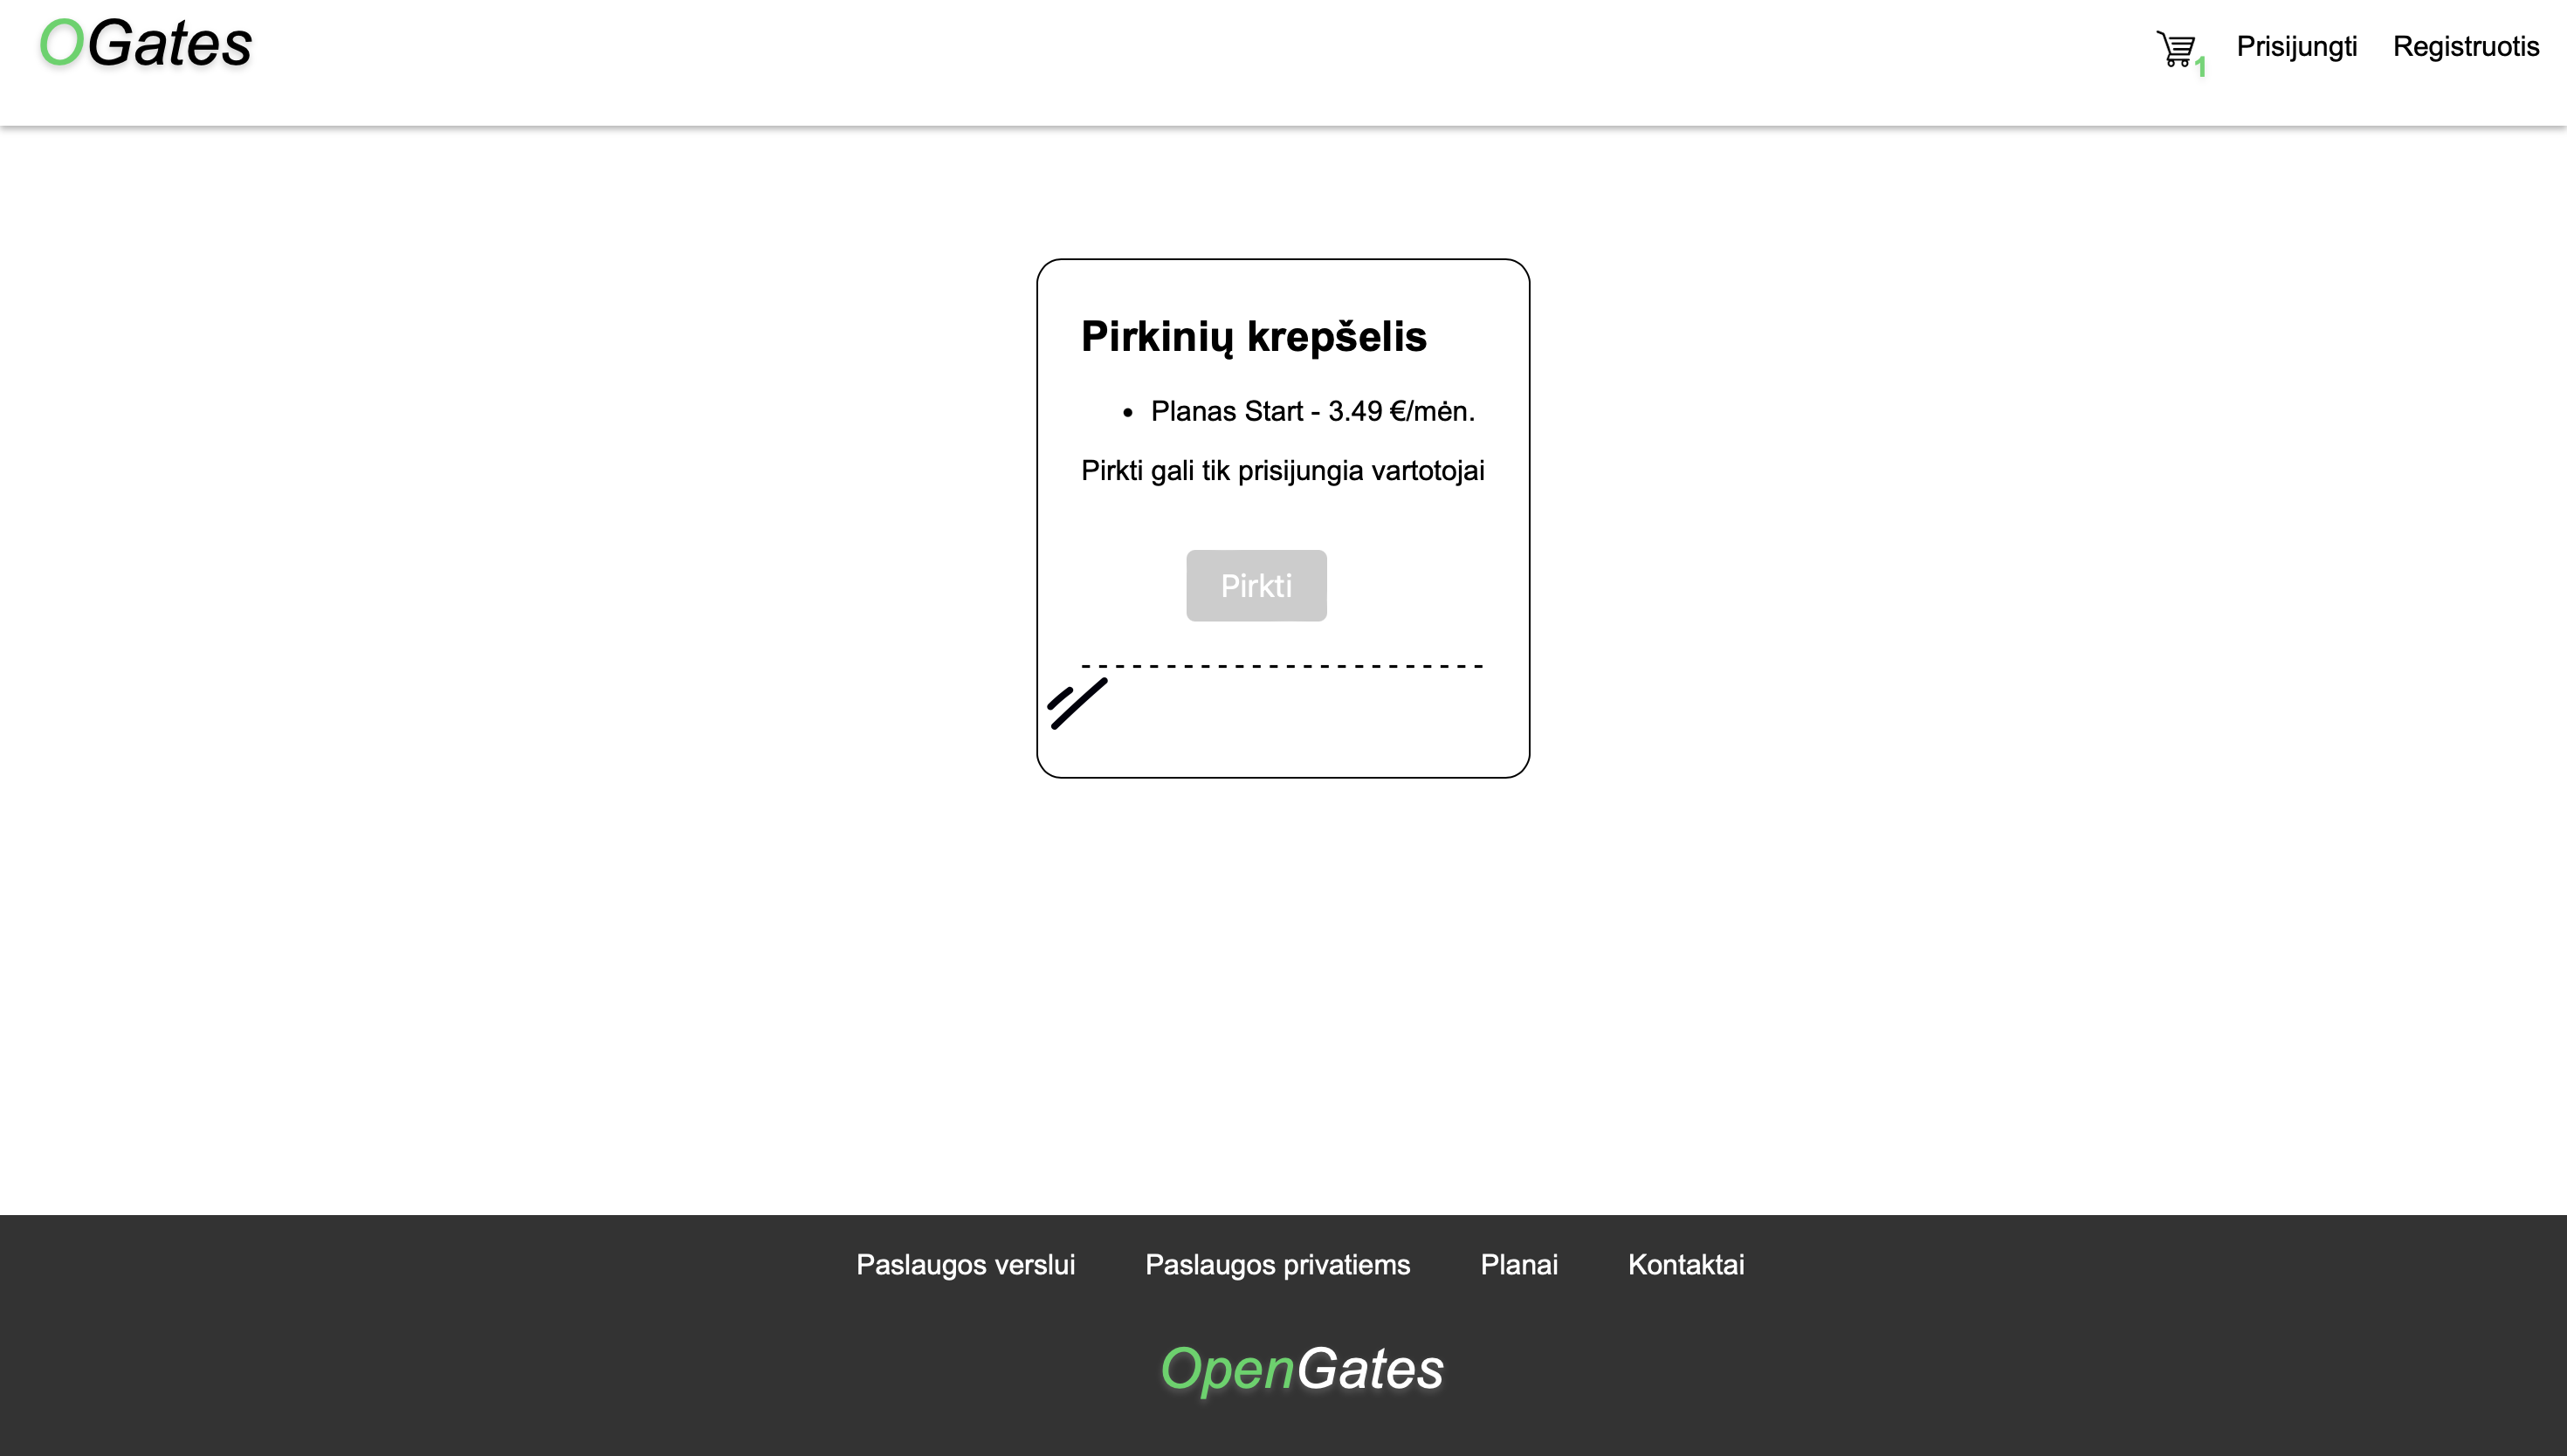 OGates
1 Prisijungti Registruotis
Pirkinių krepšelis
Planas Start - 3.49 €/mėn.
Pirkti gali tik prisijungia vartotojai
Pirkti
Paslaugos verslui Paslaugos privatiems Planai Kontaktai
OpenGates